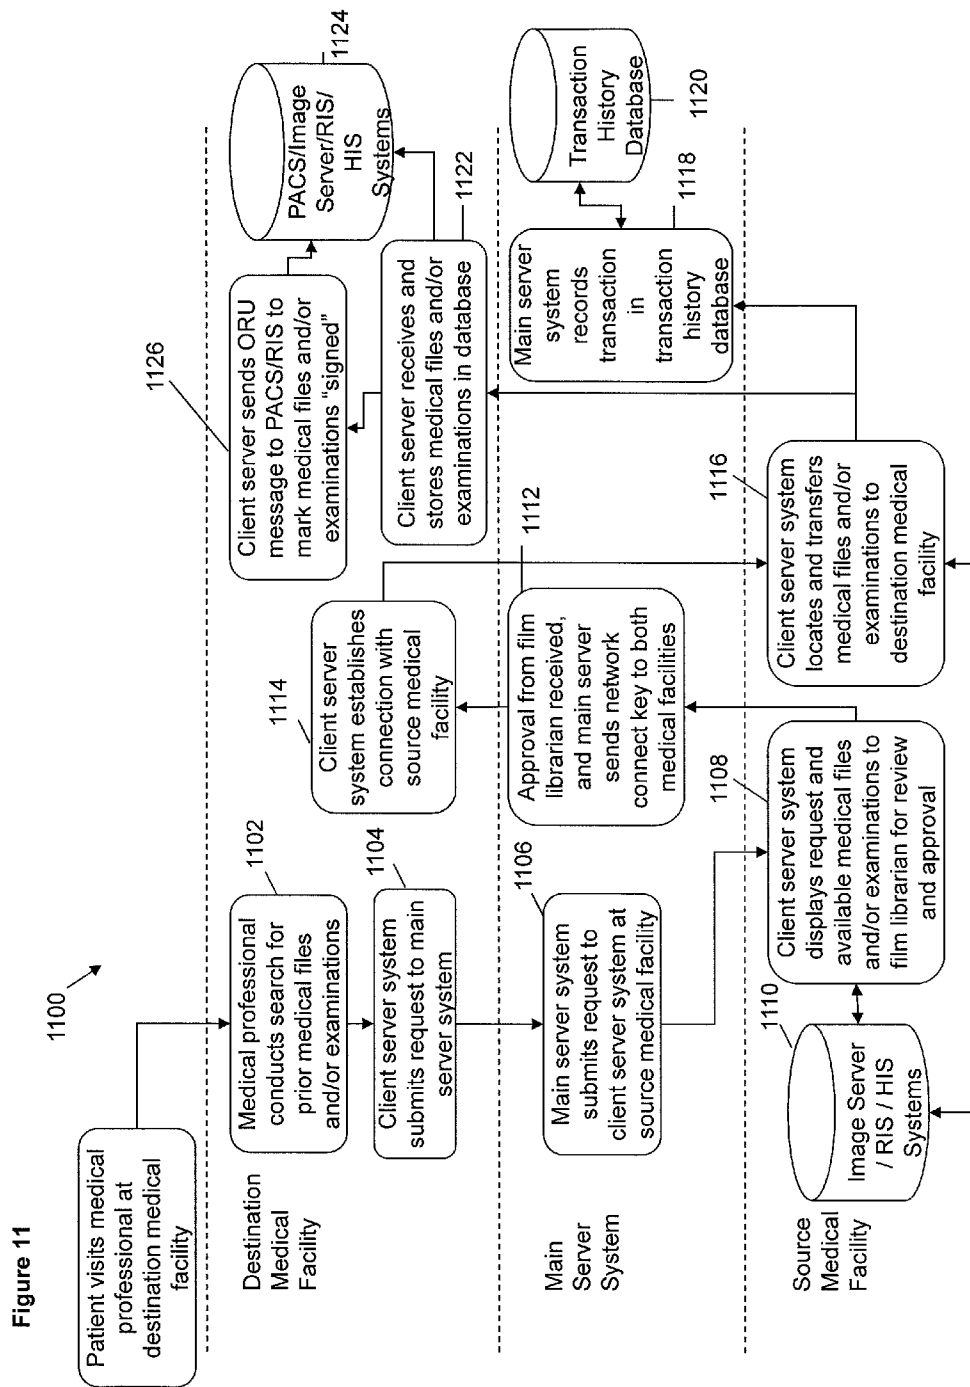 Figure 11
1100
Patient visits medical
professional at
destination medical
facility
Destination
Medical
Facility
1102
Medical professional
conducts search for
prior medical files
and/or examinations
1104
Client server system
submits request to main
server system
1114
Client server
system establishes
connection with
source medical
facility
1126
Client server sends ORU
message to PACS/RIS to
mark medical files and/or
examinations "signed"
Client server receives and
stores medical files and/or
examinations in database
1122
PACS/Image
Server/RIS/
HIS
Systems
1124
Main
Server
System
1106
Main server system
submits request to
client server system at
source medical facility
1112
Approval from film
librarian received,
and main server
sends network
connect key to both
medical facilities
Main server
system
records
transaction
in
transaction
history
database
1118
Transaction
History
Database
1120
Source
Medical
Facility
1110
Image Server
/ RIS / HIS
Systems
1108
Client server system
displays request and
available medical files
and/or examinations to
film librarian for review
and approval
1116
Client server system
locates and transfers
medical files and/or
examinations to
destination medical
facility